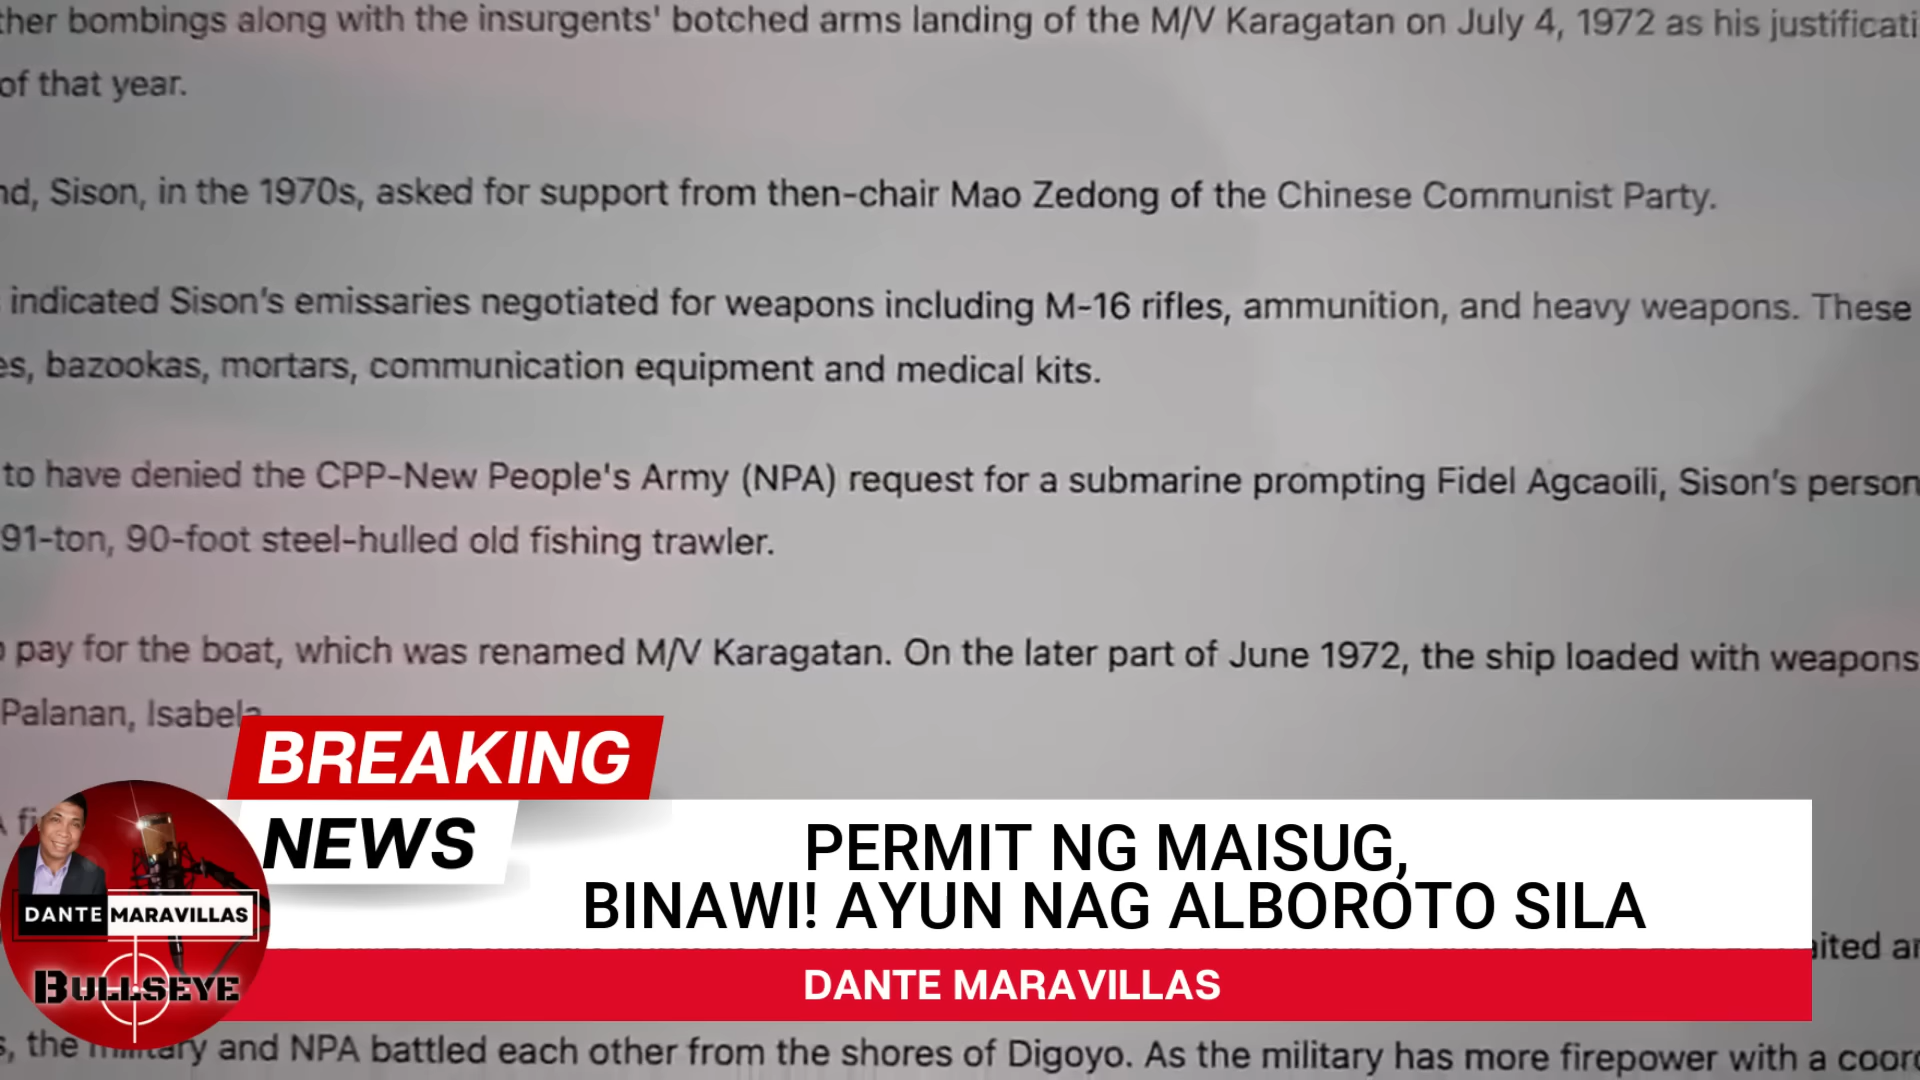 ther bombings along with the insurgents' botched arms landing of the M/V Karagatan on July 4, 1972 as his justificati
of that year.
nd, Sison, in the 1970s, asked for support from then-chair Mao Zedong of the Chinese Communist Party.
indicated Sison's emissaries negotiated for weapons including M-16 rifles, ammunition, and heavy weapons. These
es, bazookas, mortars, communication equipment and medical kits.
to have denied the CPP-New People's Army (NPA) request for a submarine prompting Fidel Agcaoili, Sison's person
91-ton, 90-foot steel-hulled old fishing trawler.
pay for the boat, which was renamed M/V Karagatan. On the later part of June 1972, the ship loaded with weapons
Palanan, Isabela
BREAKING
NEWS
PERMIT NG MAISUG,
BINAWI! AYUN NAG ALBOROTO SILA
DANTE MARAVILLAS
BULLSEYE
DANTE MARAVILLAS
the military and NPA battled each other from the shores of Digoyo. As the military has more firepower with a coor